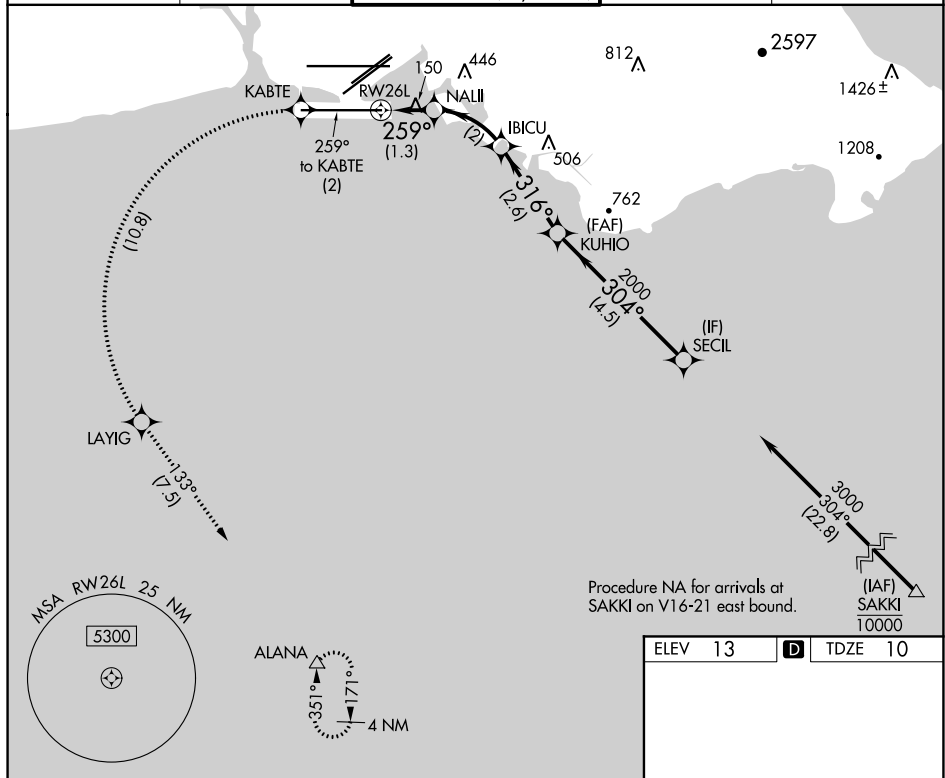 2597
812
446
150
1426±
KABTE
RW26L
NALII
IBICU
259°
(1.3)
(2)
259°
to KABTE
(2)
506
1208
316°
(2.6)
762
(FAF)
KUHIO
(10.8)
2000
304°
(4.5)
(IF)
SECIL
LAYIG
133°
(7.5)
3000
304°
(22.8)
(IAF)
SAKKI
10000
Procedure NA for arrivals at
SAKKI on V16-21 east bound.
MSA RW26L 25 NM
5300
ALANA
351°
171°
4 NM
ELEV 13 D TDZE 10